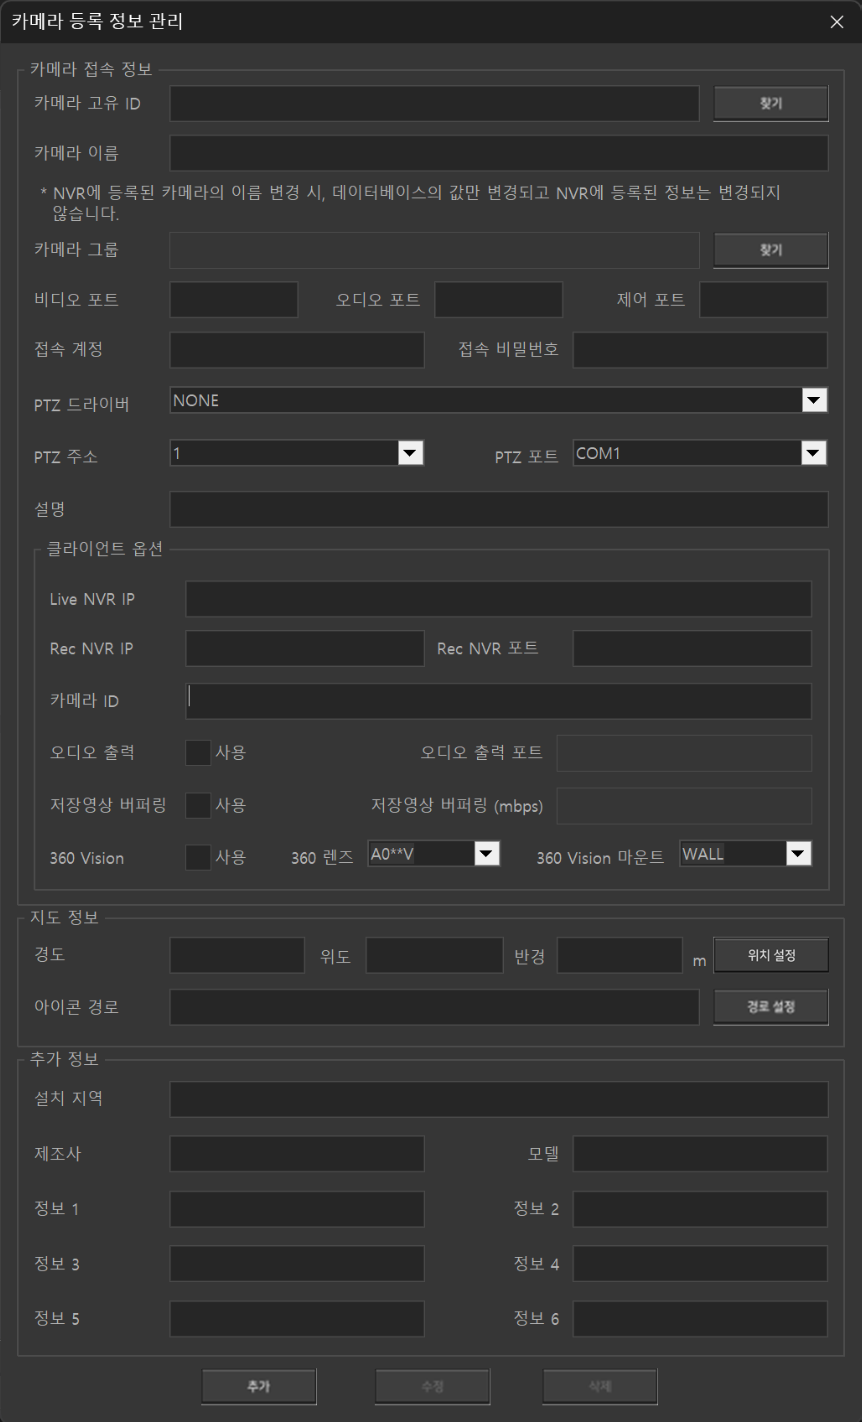 카메라 등록 정보 관리
카메라 접속 정보
카메라 고유 ID 찾기
카메라 이름
* NVR에 등록된 카메라의 이름 변경 시, 데이터베이스의 값만 변경되고 NVR에 등록된 정보는 변경되지
않습니다.
카메라 그룹 찾기
비디오 포트 오디오 포트 제어 포트
접속 계정 접속 비밀번호
PTZ 드라이버 NONE
PTZ 주소 1 PTZ 포트 COM1
설명
클라이언트 옵션
Live NVR IP
Rec NVR IP Rec NVR 포트
카메라 ID
오디오 출력 사용 오디오 출력 포트
저장영상 버퍼링 사용 저장영상 버퍼링 (mbps)
360 Vision 사용 360 렌즈 A0**V 360 Vision 마운트 WALL
지도 정보
경도 위도 반경 m 위치 설정
아이콘 경로 경로 설정
추가 정보
설치 지역
제조사 모델
정보 1 정보 2
정보 3 정보 4
정보 5 정보 6
추가 수정 삭제